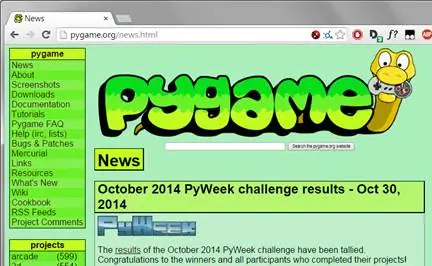 News
pygame.org/news.html
pygame
News
About
Screenshots
Downloads
Documentation
Tutorials
Pygame FAQ
Help (irc, lists)
Bugs & Patches
Mercurial
Links
Resources
What's New
Wiki
Cookbook
RSS Feeds
Project Comments
projects
arcade (599)
pygame
Search the pygame.org website
News
October 2014 PyWeek challenge results - Oct 30,
2014
PyWeek
The results of the October 2014 PyWeek challenge have been tallied.
Congratulations to the winners and all participants who completed their projects!